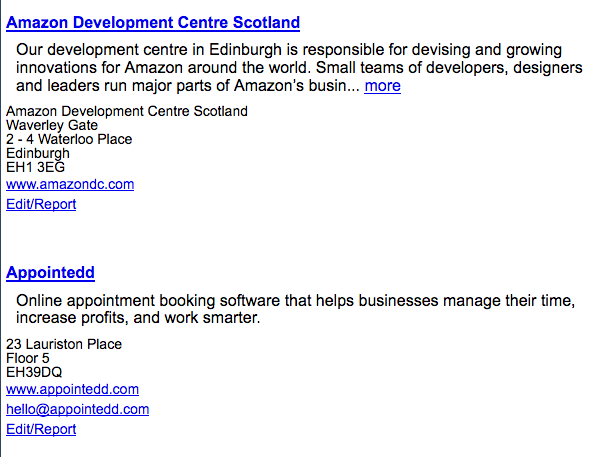 Amazon Development Centre Scotland
Our development centre in Edinburgh is responsible for devising and growing
innovations for Amazon around the world. Small teams of developers, designers
and leaders run major parts of Amazon's busin... more
Amazon Development Centre Scotland
Waverley Gate
2 - 4 Waterloo Place
Edinburgh
EH1 3EG
www.amazondc.com
Edit/Report
Appointedd
Online appointment booking software that helps businesses manage their time,
increase profits, and work smarter.
23 Lauriston Place
Floor 5
EH39DQ
www.appointedd.com
hello@appointedd.com
Edit/Report